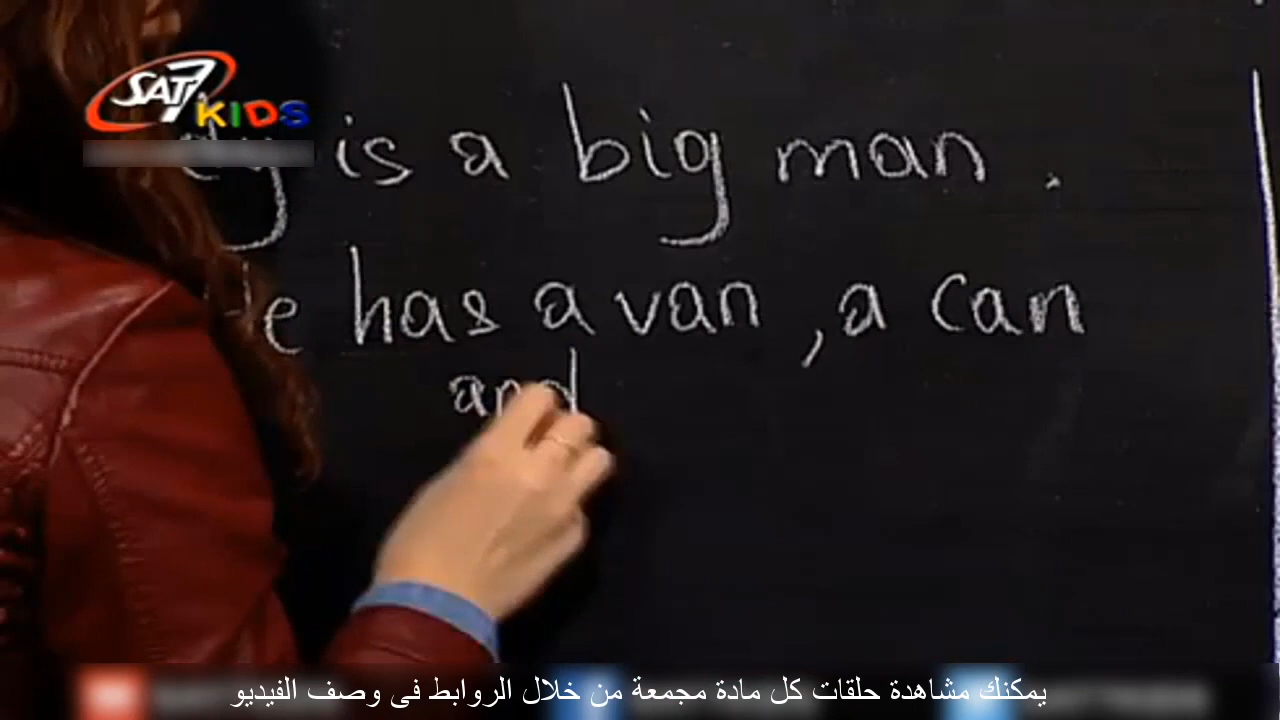 SAT7
KIDS
is a big man .
He has a van , a can
and
يمكنك مشاهدة حلقات كل مادة مجمعة من خلال الروابط فى وصف الفيديو